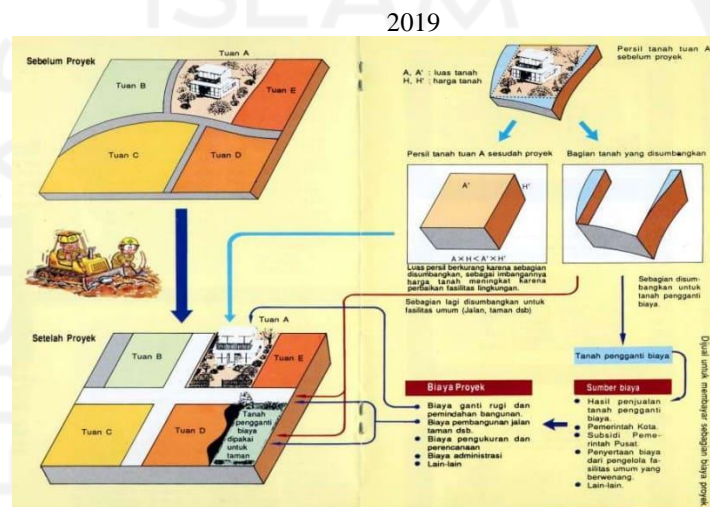 2019
Sebelum Proyek
Tuan A
Tuan B
Tuan E
Tuan C
Tuan D
A, A' : luas tanah
H, H' : harga tanah
A
Persil tanah tuan A
sebelum proyek
Persil tanah tuan A sesudah proyek
A'
H'
A X H < A' X H'
Luas persil berkurang karena sebagian
disumbangkan, sebagai imbangannya
harga tanah meningkat karena
perbaikan fasilitas lingkungan.
Sebagian lagi disumbangkan untuk
fasilitas umum (Jalan, taman dsb)
Bagian tanah yang disumbangkan
Sebagian disum-
bangkan untuk
tanah pengganti
biaya.
Tanah pengganti biaya
Setelah Proyek
Tuan A
Tuan B
Tuan E
Tuan C
Tuan D
Tanah
pengganti
biaya
dipakai
untuk
taman
Biaya Proyek
Biaya ganti rugi dan
pemindahan bangunan.
Biaya pembangunan jalan
taman dsb.
Biaya pengukuran dan
perencanaan
Biaya administrasi
Lain-lain
Sumber biaya
Hasil penjualan
tanah pengganti
biaya.
Pemerintah Kota.
Subsidi Peme-
rintah Pusat.
Penyertaan biaya
dari pengelola fa-
silitas umum yang
berwenang.
Lain-lain.
Dijual untuk membayar sebagian biaya proyek.